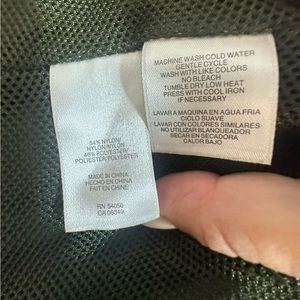 54% NYLON/
NYLON/NYLON
46% POLYESTER/
POLIESTER/POLYESTER
MADE IN CHINA
HECHO EN CHINA
FAIT EN CHINE
RN 54050
CA 06349
MACHINE WASH COLD WATER
GENTLE CYCLE
WASH WITH LIKE COLORS
NO BLEACH
TUMBLE DRY LOW HEAT
PRESS WITH COOL IRON
IF NECESSARY
LAVAR A MAQUINA EN AGUA FRIA
CICLO SUAVE
LAVAR CON COLORES SIMILARES
NO UTILIZAR BLANQUEADOR
SECAR EN SECADORA
CALOR BAJO